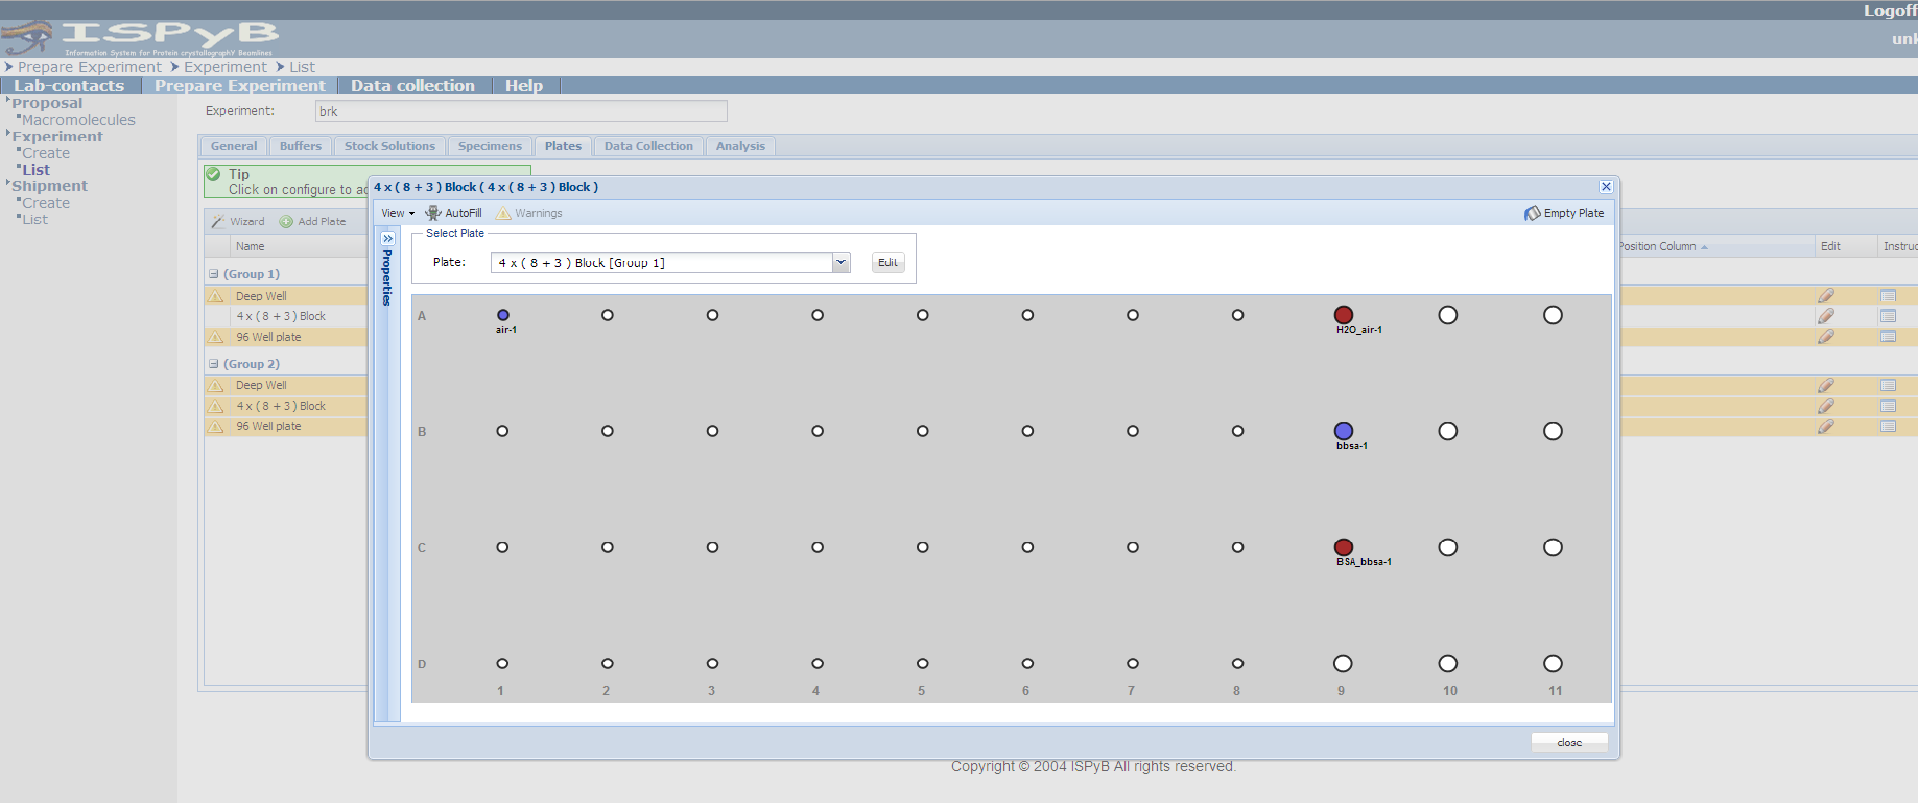 Logoff
ISPyB
Information System for Protein crystallographY Beamlines
Prepare Experiment Experiment List
Lab-contacts Prepare Experiment Data collection Help
Proposal
Macromolecules
Experiment
Create
List
Shipment
Create
List
Experiment: brk
General Buffers Stock Solutions Specimens Plates Data Collection Analysis
Tip
Click on configure to
Wizard Add Plate
Name Position Column Edit
(Group 1)
Deep Well
4 x ( 8 + 3 ) Block
96 Well plate
(Group 2)
Deep Well
4 x ( 8 + 3 ) Block
96 Well plate
4 x ( 8 + 3 ) Block ( 4 x ( 8 + 3 ) Block )
View AutoFill Warnings Empty Plate
Properties
Select Plate
Plate: 4 x ( 8 + 3 ) Block [Group 1] Edit
A
air-1 H2O_air-1
B
bbsa-1
C
BSA_bbsa-1
D
1 2 3 4 5 6 7 8 9 10 11
close
Copyright © 2004 ISPyB All rights reserved.